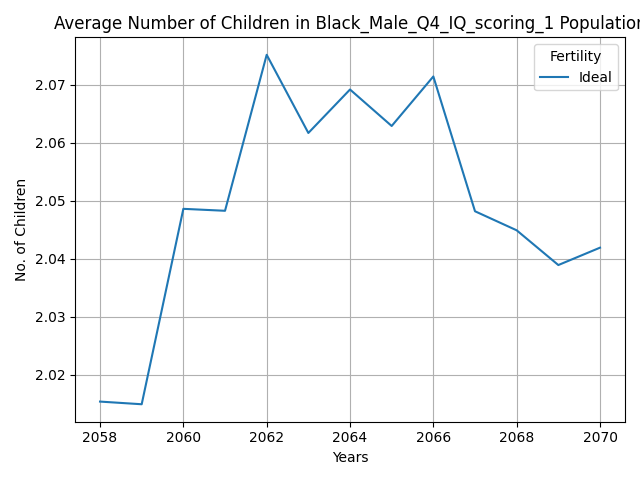 Average Number of Children in Black_Male_Q4_IQ_scoring_1 Population
Fertility
Ideal
No. of Children
2.07
2.06
2.05
2.04
2.03
2.02
2058 2060 2062 2064 2066 2068 2070
Years